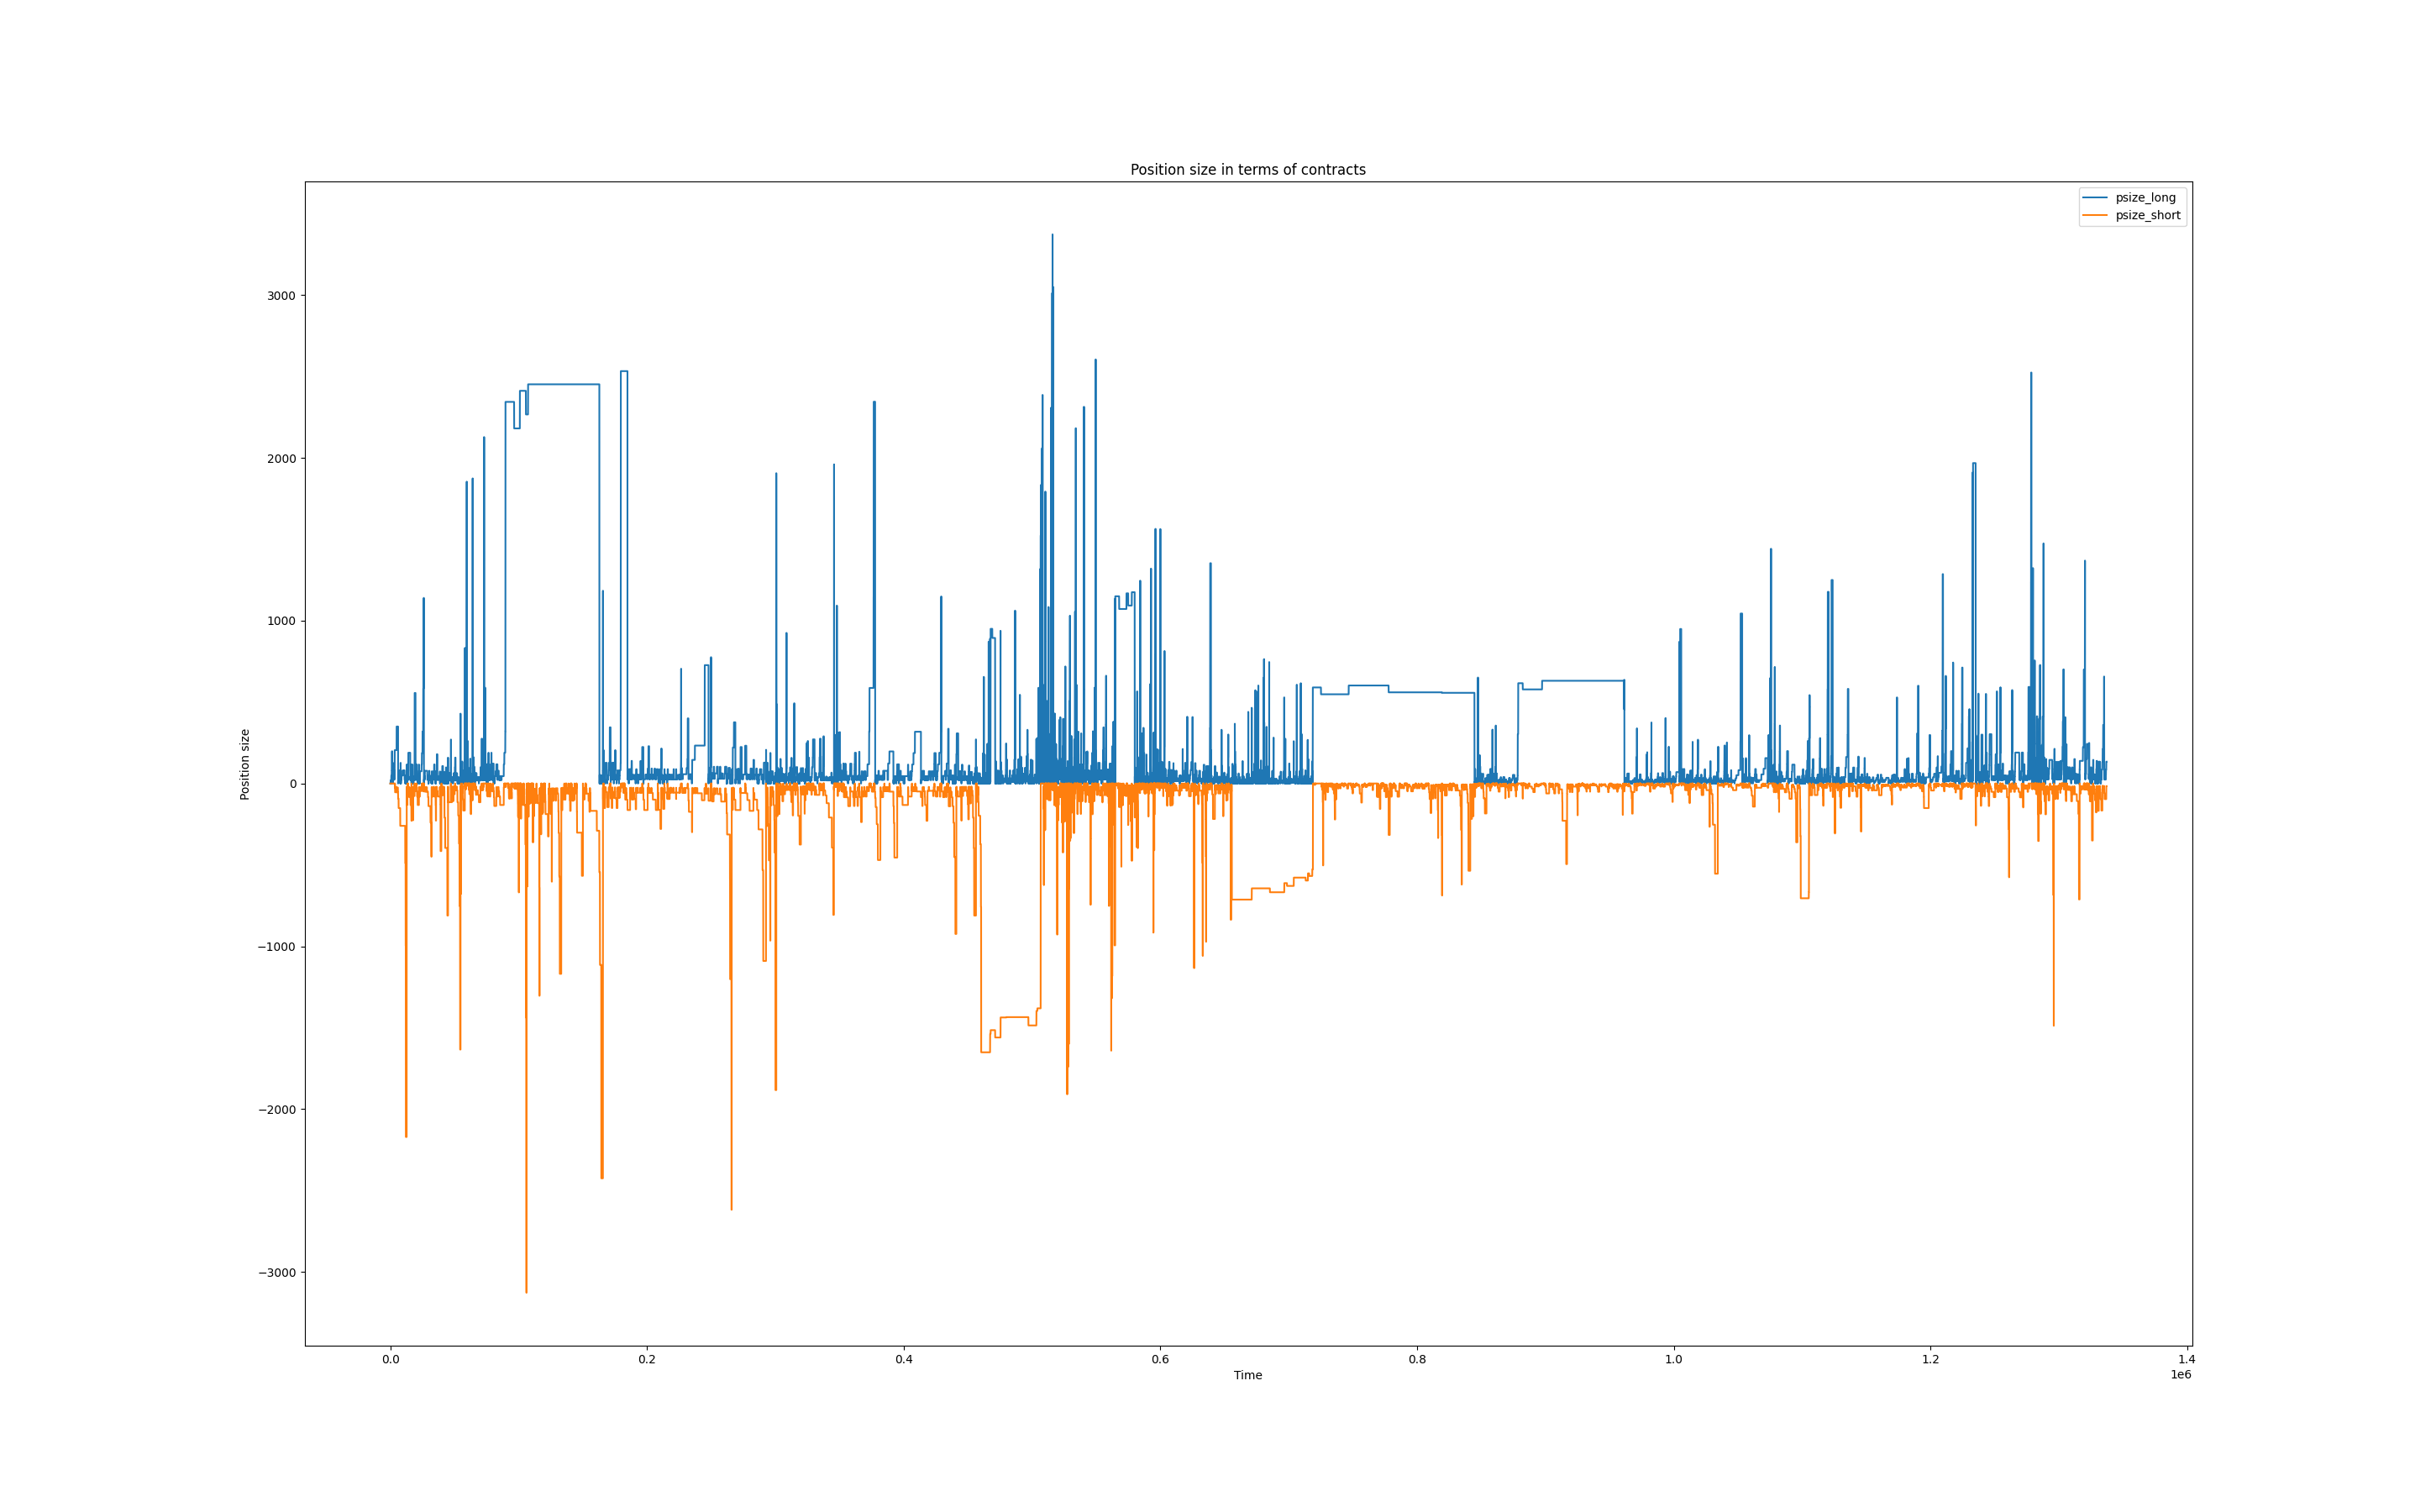 Position size in terms of contracts
psize_long
psize_short
3000
2000
1000
0
−1000
−2000
−3000
Position size
0.0 0.2 0.4 0.6 0.8 1.0 1.2 1.4
Time
1e6